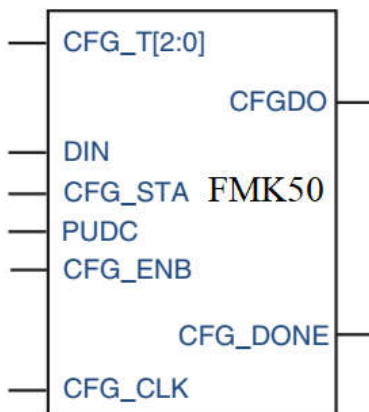 CFG_T[2:0]
CFGDO
DIN
CFG_STA FMK50
PUDC
CFG_ENB
CFG_DONE
CFG_CLK